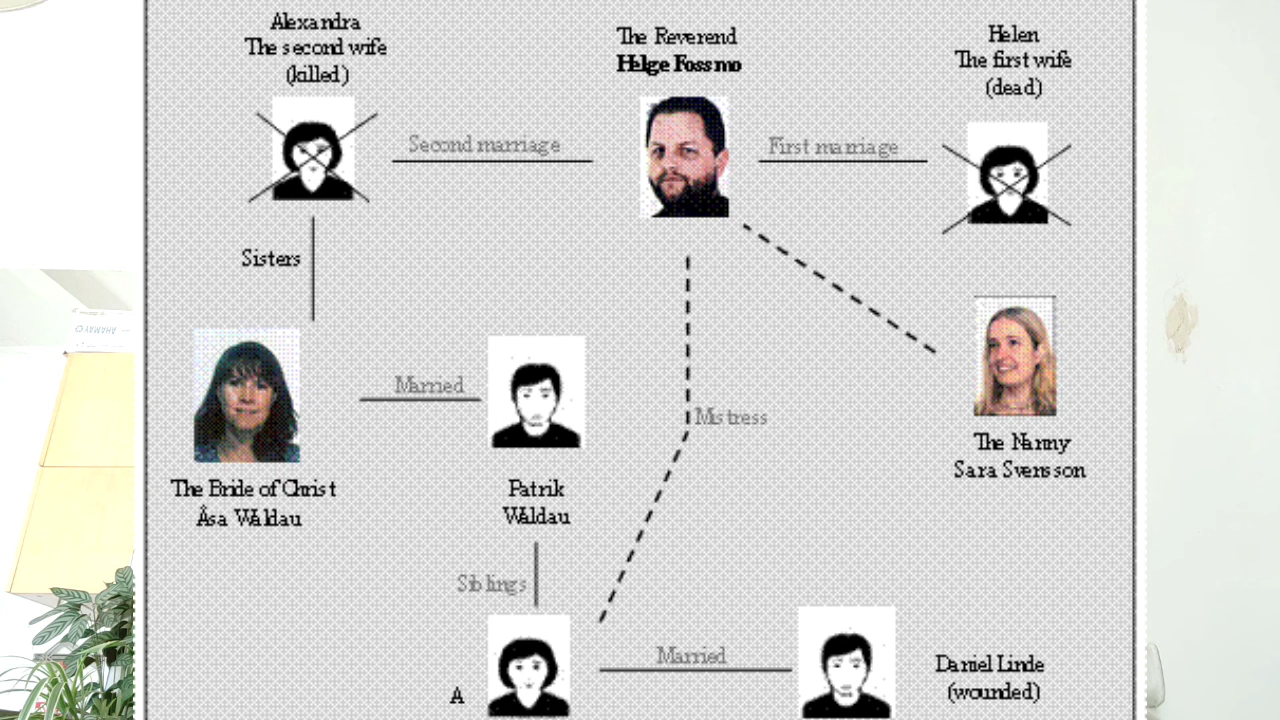 Alexandra
The second wife
(killed)
The Reverend
Helge Fossmo
Helen
The first wife
(dead)
Second marriage
First marriage
Sisters
Married
Mistress
The Nanny
Sara Svensson
The Bride of Christ
Åsa Waldau
Patrik
Waldau
Siblings
Married
A
Daniel Linde
(wounded)